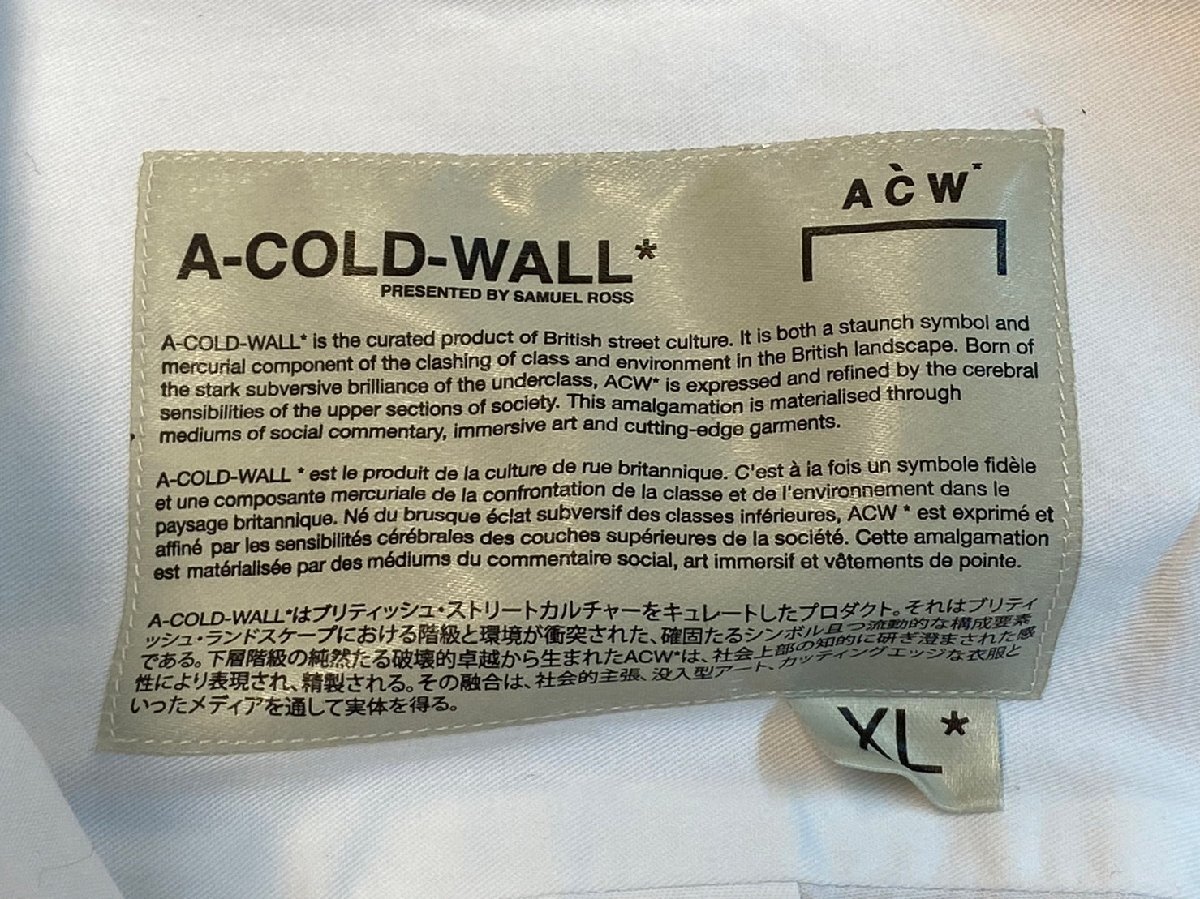 A-COLD-WALL*
PRESENTED BY SAMUEL ROSS
ACẀ*
A-COLD-WALL* is the curated product of British street culture. It is both a staunch symbol and
mercurial component of the clashing of class and environment in the British landscape. Born of
the stark subversive brilliance of the underclass, ACW* is expressed and refined by the cerebral
sensibilities of the upper sections of society. This amalgamation is materialised through
mediums of social commentary, immersive art and cutting-edge garments.
A-COLD-WALL * est le produit de la culture de rue britannique. C'est à la fois un symbole fidèle
et une composante mercuriale de la confrontation de la classe et de l'environnement dans le
paysage britannique. Né du brusque éclat subversif des classes inférieures, ACW * est exprimé et
affiné par les sensibilités cérébrales des couches supérieures de la société. Cette amalgamation
est matérialisée par des médiums du commentaire social, art immersif et vêtements de pointe.
A-COLD-WALL*はブリティッシュ・ストリートカルチャーをキュレートしたプロダクト。それはブリティ
ッシュ・ランドスケープにおける階級と環境が衝突された、確固たるシンボル且つ流動的な構成要素
である。下層階級の純然たる破壊的卓越から生まれたACW*は、社会上部の知的に研ぎ澄まされた感
性により表現され、精製される。その融合は、社会的主張、没入型アート、カッティングエッジな衣服と
いったメディアを通して実体を得る。
XL*